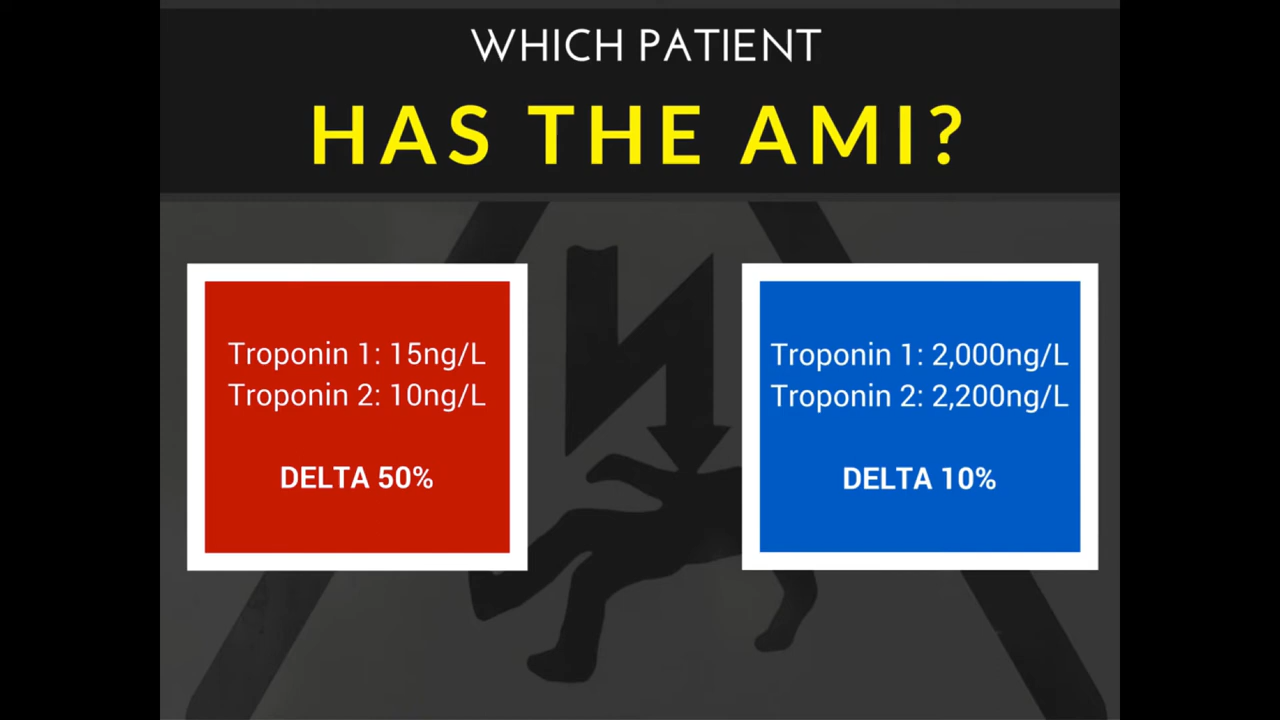 WHICH PATIENT
HAS THE AMI?
Troponin 1: 15ng/L
Troponin 2: 10ng/L
DELTA 50%
Troponin 1: 2,000ng/L
Troponin 2: 2,200ng/L
DELTA 10%